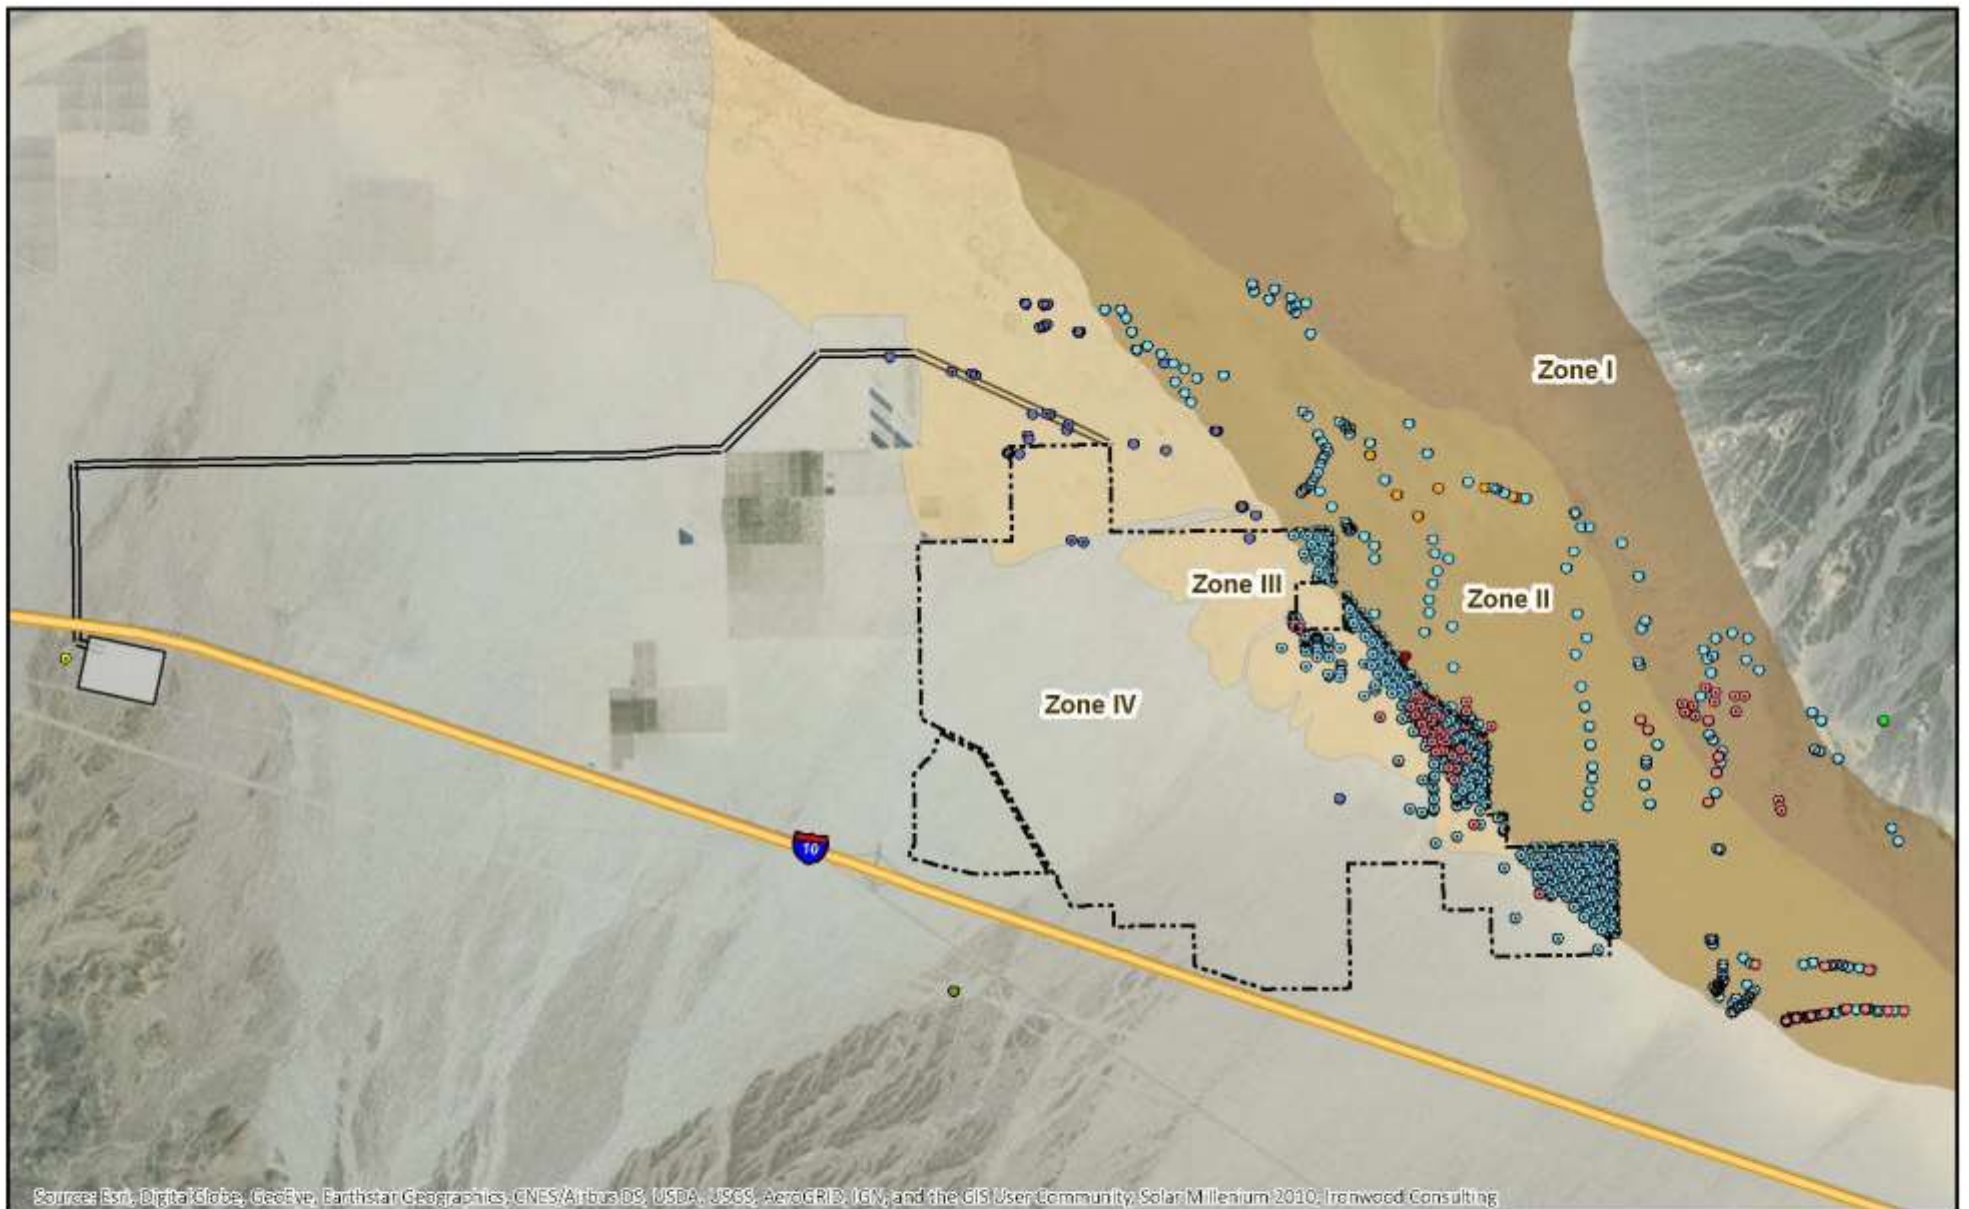 Zone I
Zone III
Zone II
Zone IV
10
Source: Esri, DigitalGlobe, GeoEye, Earthstar Geographics, CNES/Airbus DS, USDA, USGS, AeroGRID, IGN, and the GIS User Community, Solar Millenium 2010, Ironwood Consulting